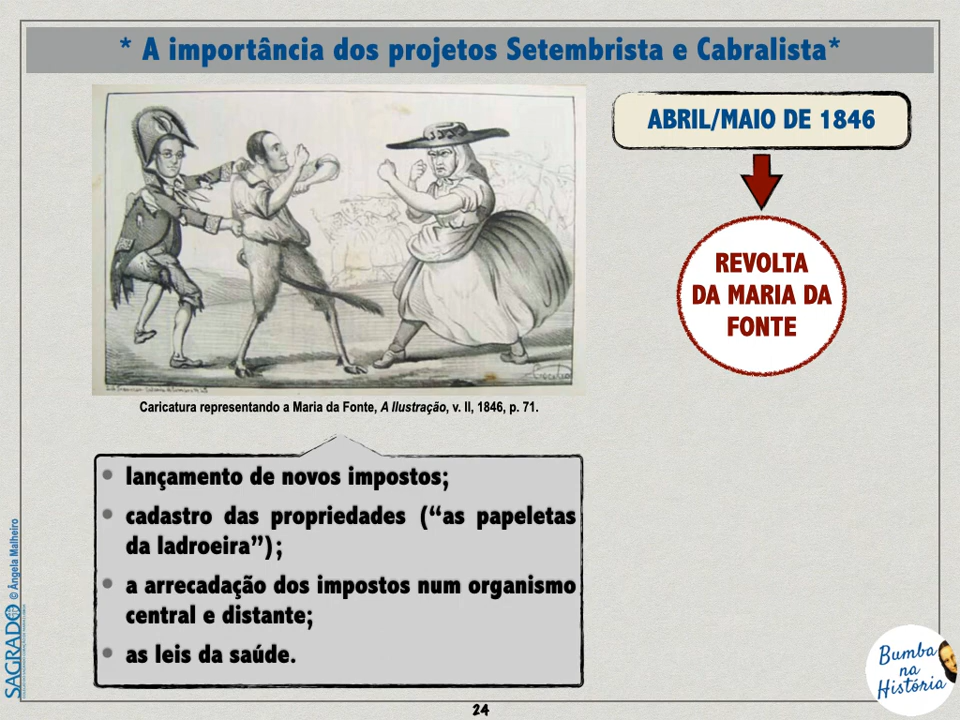 * A importância dos projetos Setembrista e Cabralista*
ABRIL/MAIO DE 1846
REVOLTA
DA MARIA DA
FONTE
Caricatura representando a Maria da Fonte, A Ilustração, v. II, 1846, p. 71.
• lançamento de novos impostos;
• cadastro das propriedades (“as papeletas
da ladroeira”);
• a arrecadação dos impostos num organismo
central e distante;
• as leis da saúde.
SAGRADO
© Ângela Malheiro
Bumba
na
História
24